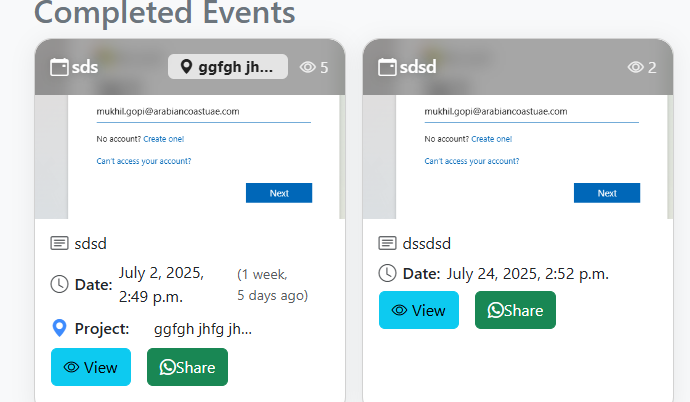 Completed Events
sds ggfgh jh... 5
mukhil.gopi@arabiancoastuae.com
No account? Create one!
Can't access your account?
Next
sdsd
Date: July 2, 2025, 2:49 p.m. (1 week, 5 days ago)
Project: ggfgh jhfg jh...
View Share
sdsd 2
mukhil.gopi@arabiancoastuae.com
No account? Create one!
Can't access your account?
Next
dssdsd
Date: July 24, 2025, 2:52 p.m.
View Share